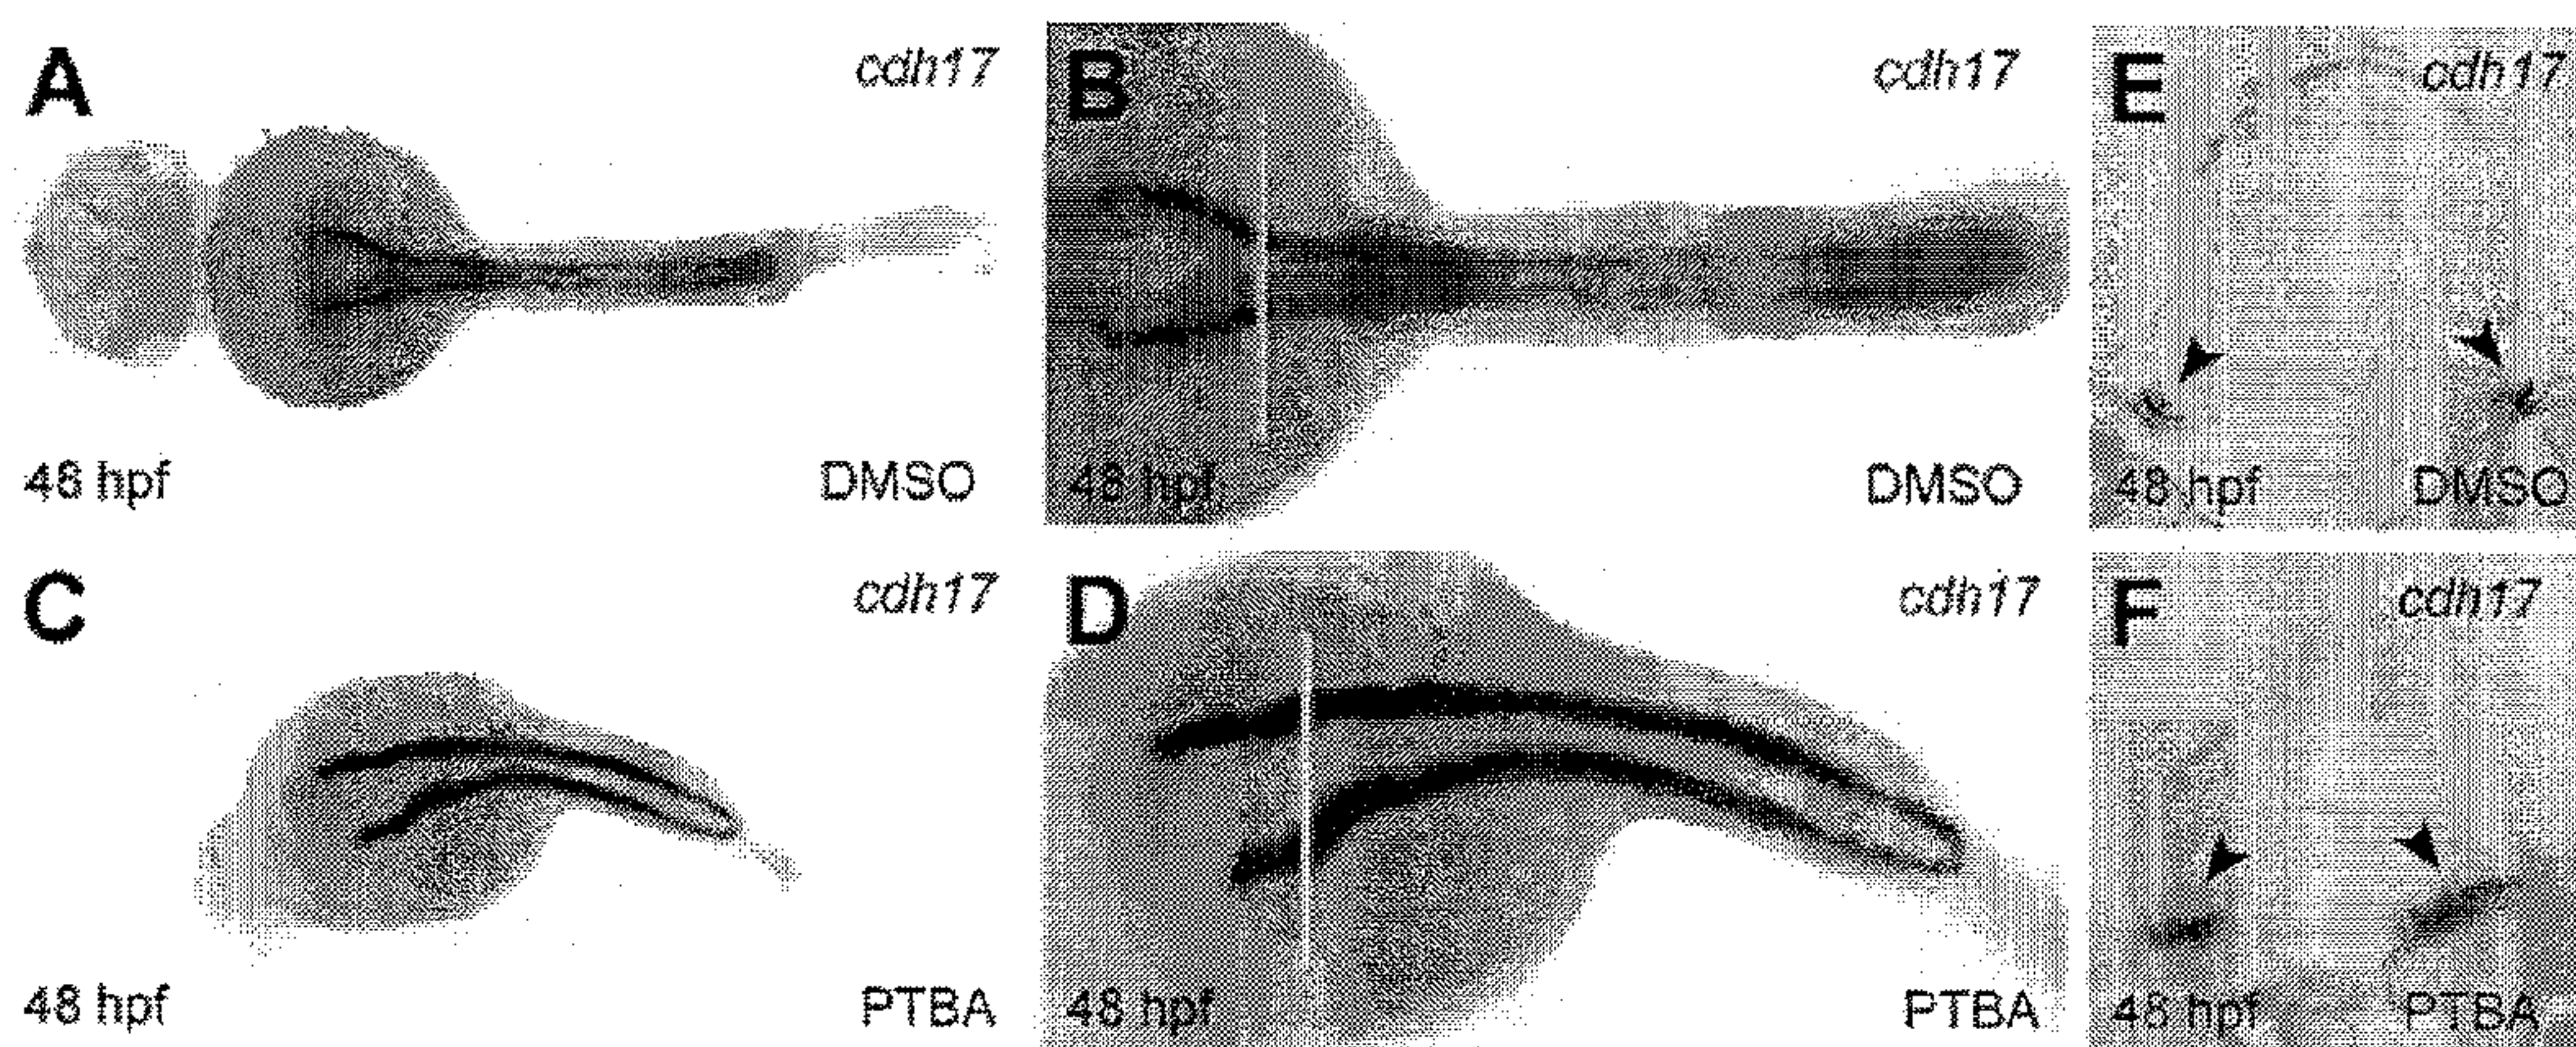 A cdh17
48 hpf DMSO
B cdh17
48 hpf DMSO
E cdh17
48 hpf DMSO
C cdh17
48 hpf PTBA
D cdh17
48 hpf PTBA
F cdh17
48 hpf PTBA